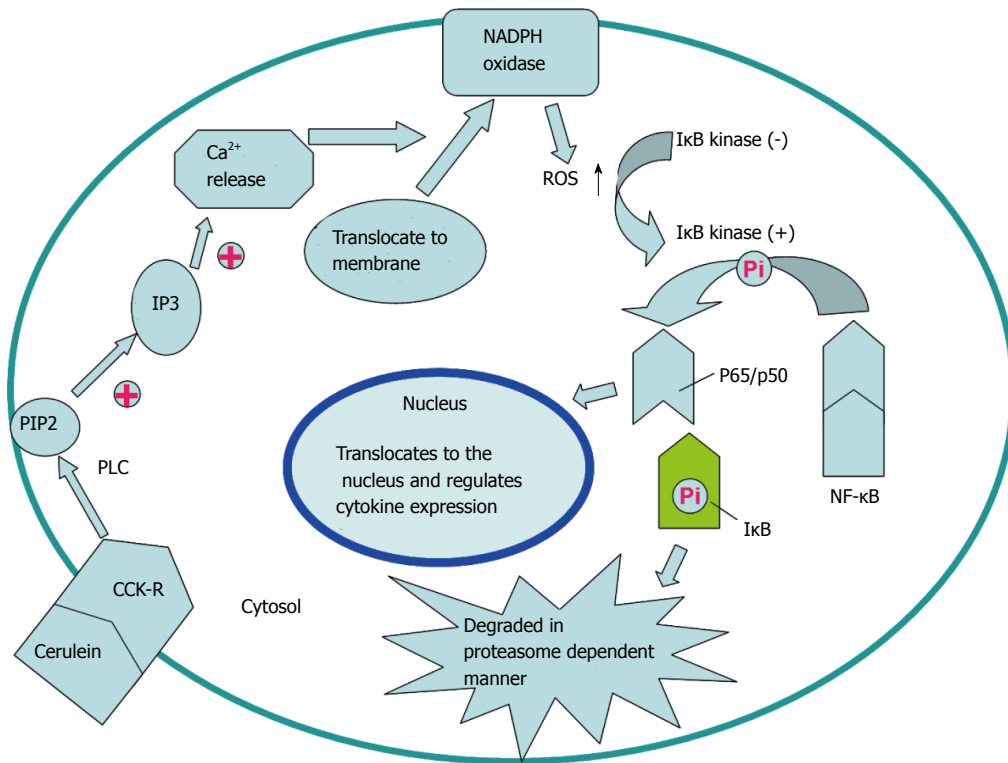 NADPH
oxidase
Ca²⁺
release
ROS
IκB kinase (-)
IκB kinase (+)
Translocate to
membrane
Pi
IP3
P65/p50
PIP2
PLC
Nucleus
Translocates to the
nucleus and regulates
cytokine expression
NF-κB
Pi
IκB
CCK-R
Cerulein
Cytosol
Degraded in
proteasome dependent
manner